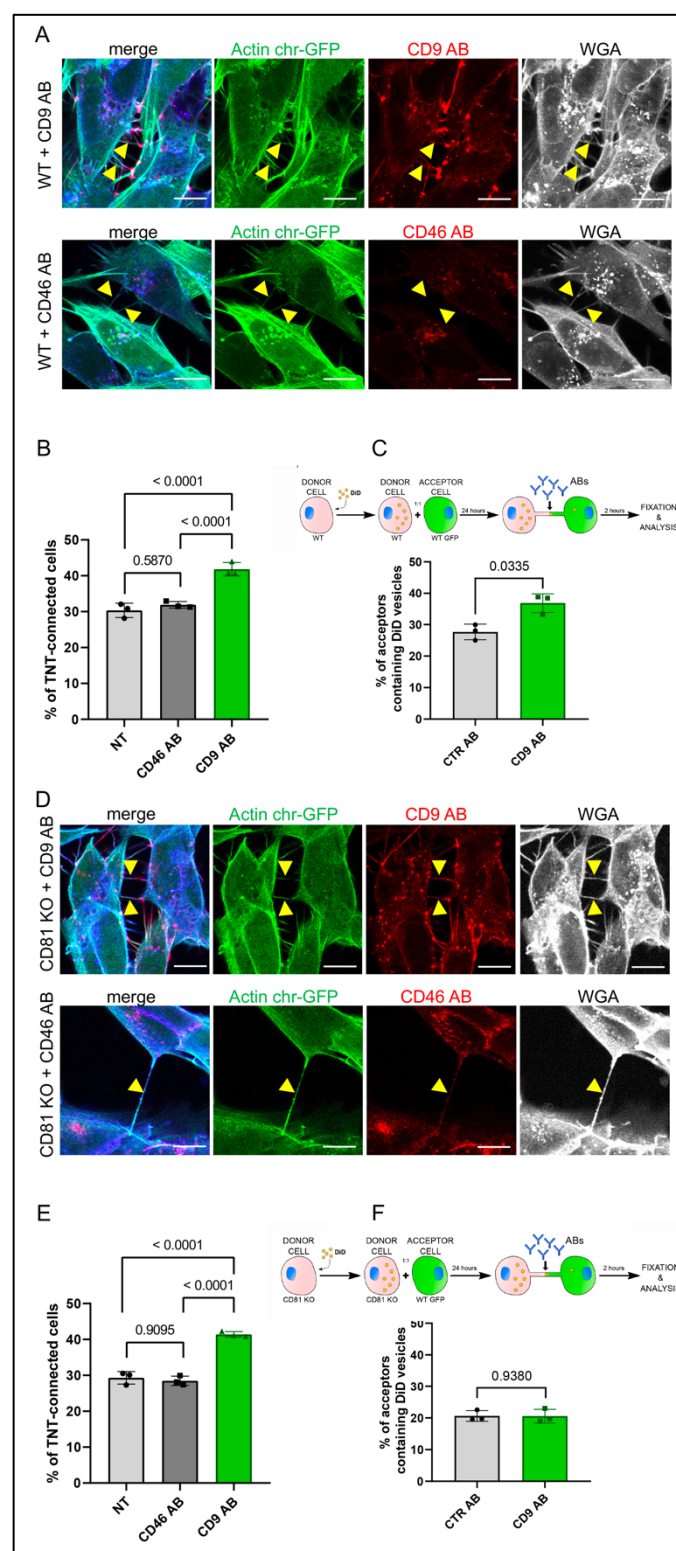 A
merge
Actin chr-GFP
CD9 AB
WGA
WT + CD9 AB
merge
Actin chr-GFP
CD46 AB
WGA
WT + CD46 AB
B
< 0.0001
< 0.0001
0.5870
% of TNT-connected cells
50
40
30
20
10
0
NT
CD46 AB
CD9 AB
C
DONOR
CELL
DiD
WT
DONOR
CELL
WT
1:1
+
ACCEPTOR
CELL
WT GFP
24 hours
ABs
2 hours
FIXATION
&
ANALYSIS
0.0335
% of acceptors
containing DiD vesicles
50
40
30
20
10
0
CTR AB
CD9 AB
D
merge
Actin chr-GFP
CD9 AB
WGA
CD81 KO + CD9 AB
merge
Actin chr-GFP
CD46 AB
WGA
CD81 KO + CD46 AB
E
< 0.0001
< 0.0001
0.9095
% of TNT-connected cells
50
40
30
20
10
0
NT
CD46 AB
CD9 AB
F
DONOR
CELL
DiD
CD81 KO
DONOR
CELL
CD81 KO
1:1
+
ACCEPTOR
CELL
WT GFP
24 hours
ABs
2 hours
FIXATION
&
ANALYSIS
0.9380
% of acceptors
containing DiD vesicles
50
40
30
20
10
0
CTR AB
CD9 AB